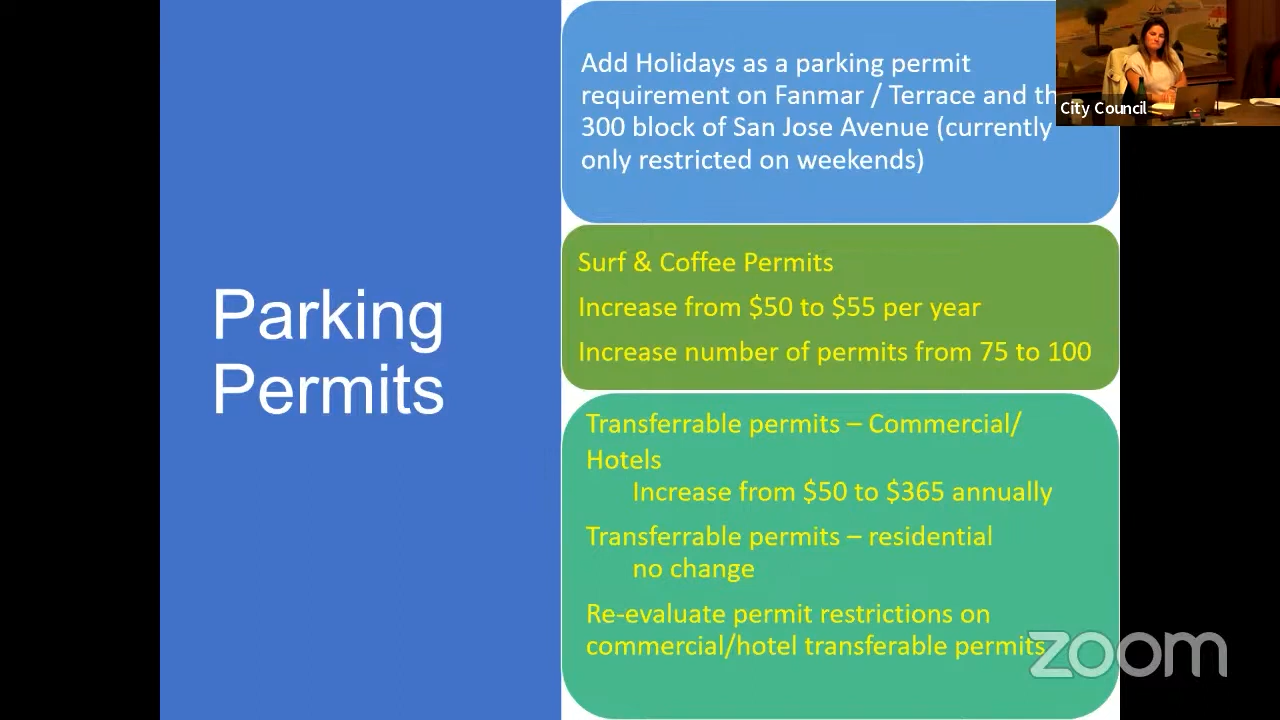 Parking
Permits
Add Holidays as a parking permit
requirement on Fanmar / Terrace and th
300 block of San Jose Avenue (currently
only restricted on weekends)
Surf & Coffee Permits
Increase from $50 to $55 per year
Increase number of permits from 75 to 100
Transferrable permits – Commercial/
Hotels
Increase from $50 to $365 annually
Transferrable permits – residential
no change
Re-evaluate permit restrictions on
commercial/hotel transferable permits
City Council
zoom